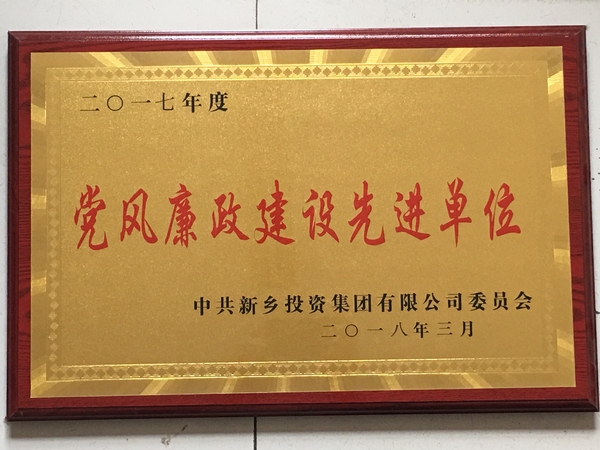 二〇一七年度
党风廉政建设先进单位
中共新乡投资集团有限公司委员会
二〇一八年三月